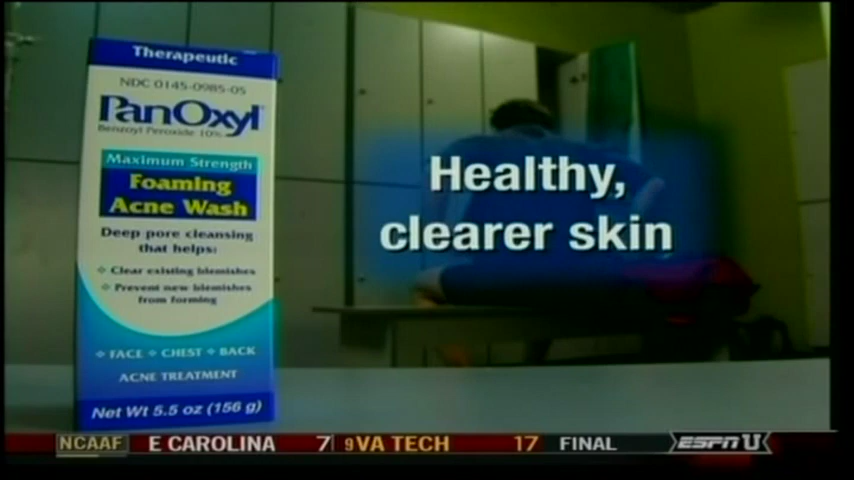 Therapeutic
NDC 0145-0985-05
PanOxyl
Benzoyl Peroxide 10%
Maximum Strength
Foaming
Acne Wash
Deep pore cleansing
that helps:
Clear existing blemishes
Prevent new blemishes
from forming
FACE CHEST BACK
ACNE TREATMENT
Net Wt 5.5 oz (156 g)
Healthy,
clearer skin
NCAAF E CAROLINA 7 9 VA TECH 17 FINAL ESPNU